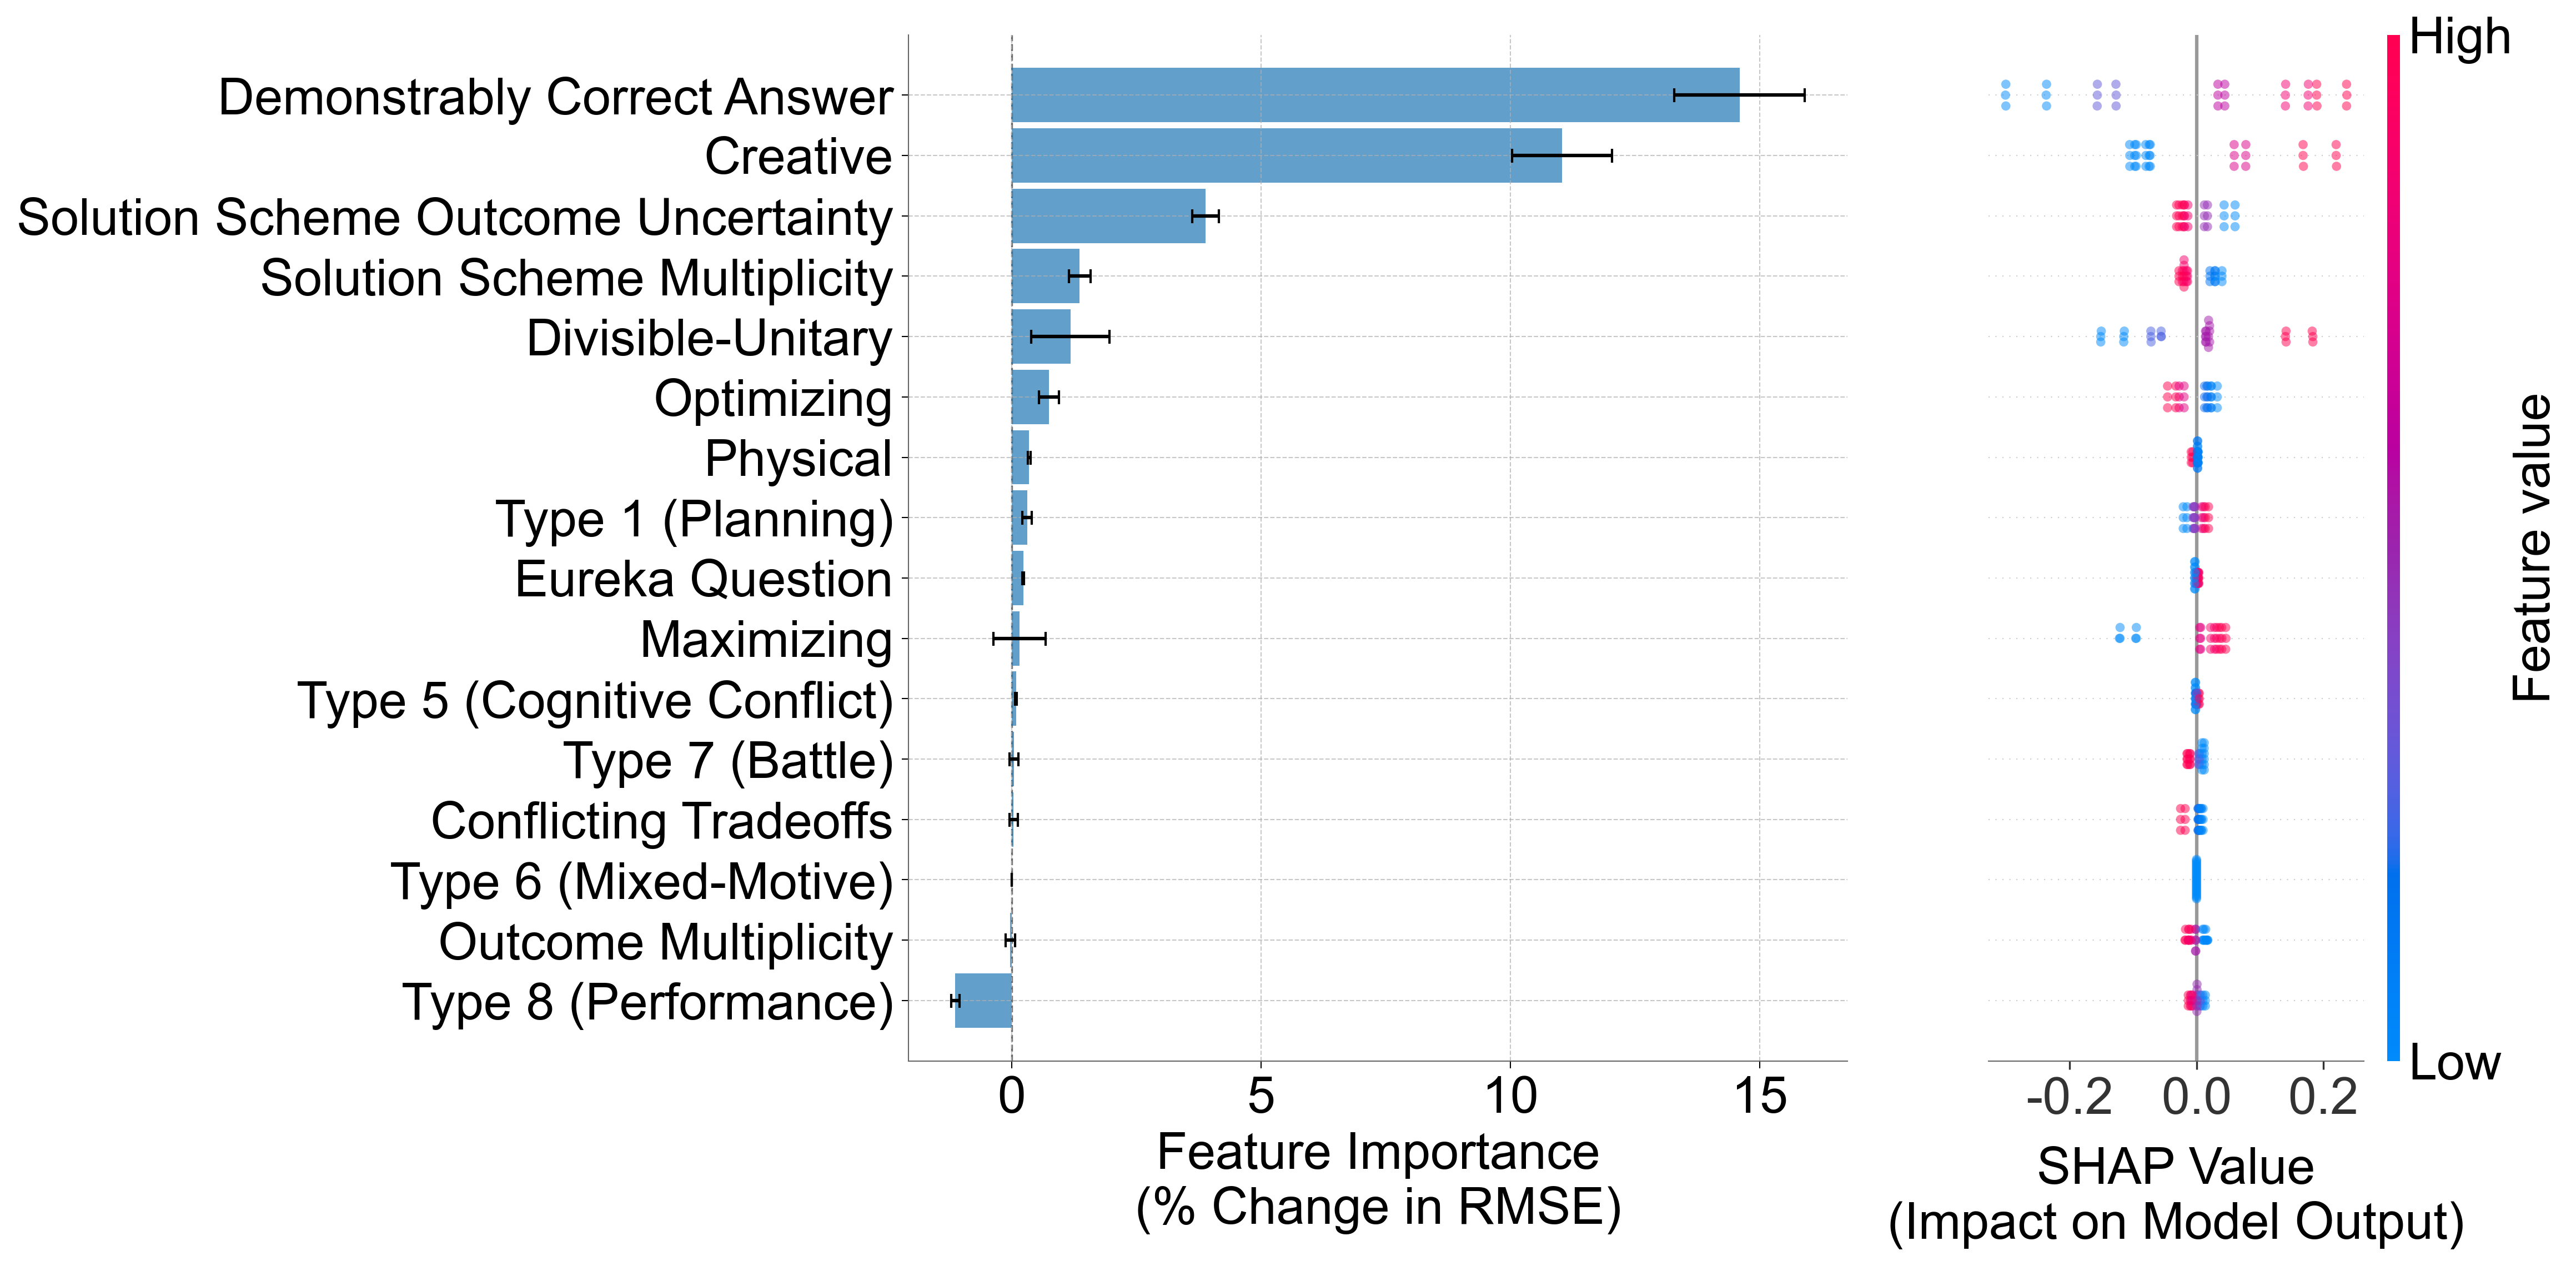 Demonstrably Correct Answer
Creative
Solution Scheme Outcome Uncertainty
Solution Scheme Multiplicity
Divisible-Unitary
Optimizing
Physical
Type 1 (Planning)
Eureka Question
Maximizing
Type 5 (Cognitive Conflict)
Type 7 (Battle)
Conflicting Tradeoffs
Type 6 (Mixed-Motive)
Outcome Multiplicity
Type 8 (Performance)
0 5 10 15
Feature Importance
(% Change in RMSE)
-0.2 0.0 0.2
SHAP Value
(Impact on Model Output)
High
Feature value
Low